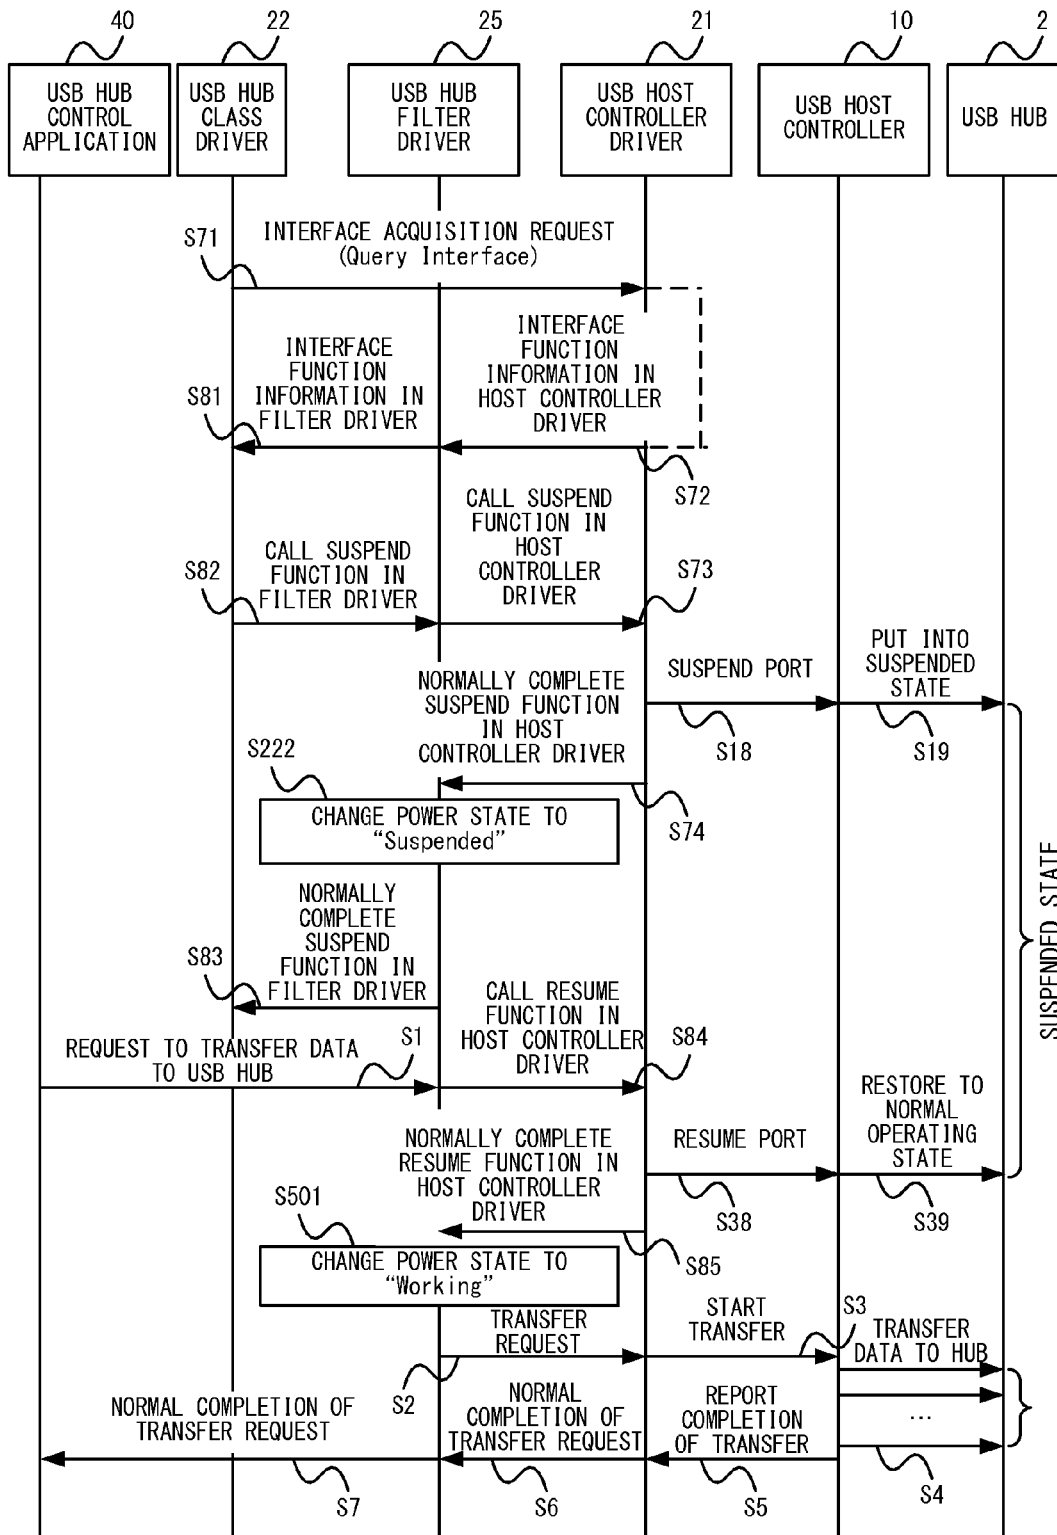 40
22
25
21
10
2
USB HUB
CONTROL
APPLICATION
USB HUB
CLASS
DRIVER
USB HUB
FILTER
DRIVER
USB HOST
CONTROLLER
DRIVER
USB HOST
CONTROLLER
USB HUB
S71
INTERFACE ACQUISITION REQUEST
(Query Interface)
INTERFACE
FUNCTION
INFORMATION IN
HOST CONTROLLER
DRIVER
INTERFACE
FUNCTION
INFORMATION IN
FILTER DRIVER
S81
S72
CALL SUSPEND
FUNCTION IN
HOST
CONTROLLER
DRIVER
S82
CALL SUSPEND
FUNCTION IN
FILTER DRIVER
S73
PUT INTO
SUSPENDED
STATE
SUSPEND PORT
NORMALLY COMPLETE
SUSPEND FUNCTION
IN HOST
CONTROLLER DRIVER
S18
S19
S222
CHANGE POWER STATE TO
“Suspended”
S74
SUSPENDED STATE
NORMALLY
COMPLETE
SUSPEND
FUNCTION IN
FILTER DRIVER
S83
CALL RESUME
FUNCTION IN
HOST CONTROLLER
DRIVER
S84
REQUEST TO TRANSFER DATA
TO USB HUB
S1
RESTORE TO
NORMAL
OPERATING
STATE
RESUME PORT
NORMALLY COMPLETE
RESUME FUNCTION IN
HOST CONTROLLER
DRIVER
S38
S39
S501
CHANGE POWER STATE TO
“Working”
S85
TRANSFER
REQUEST
START
TRANSFER
S3
TRANSFER
DATA TO HUB
S2
NORMAL COMPLETION OF
TRANSFER REQUEST
NORMAL
COMPLETION OF
TRANSFER REQUEST
REPORT
COMPLETION
OF TRANSFER
...
S7
S6
S5
S4